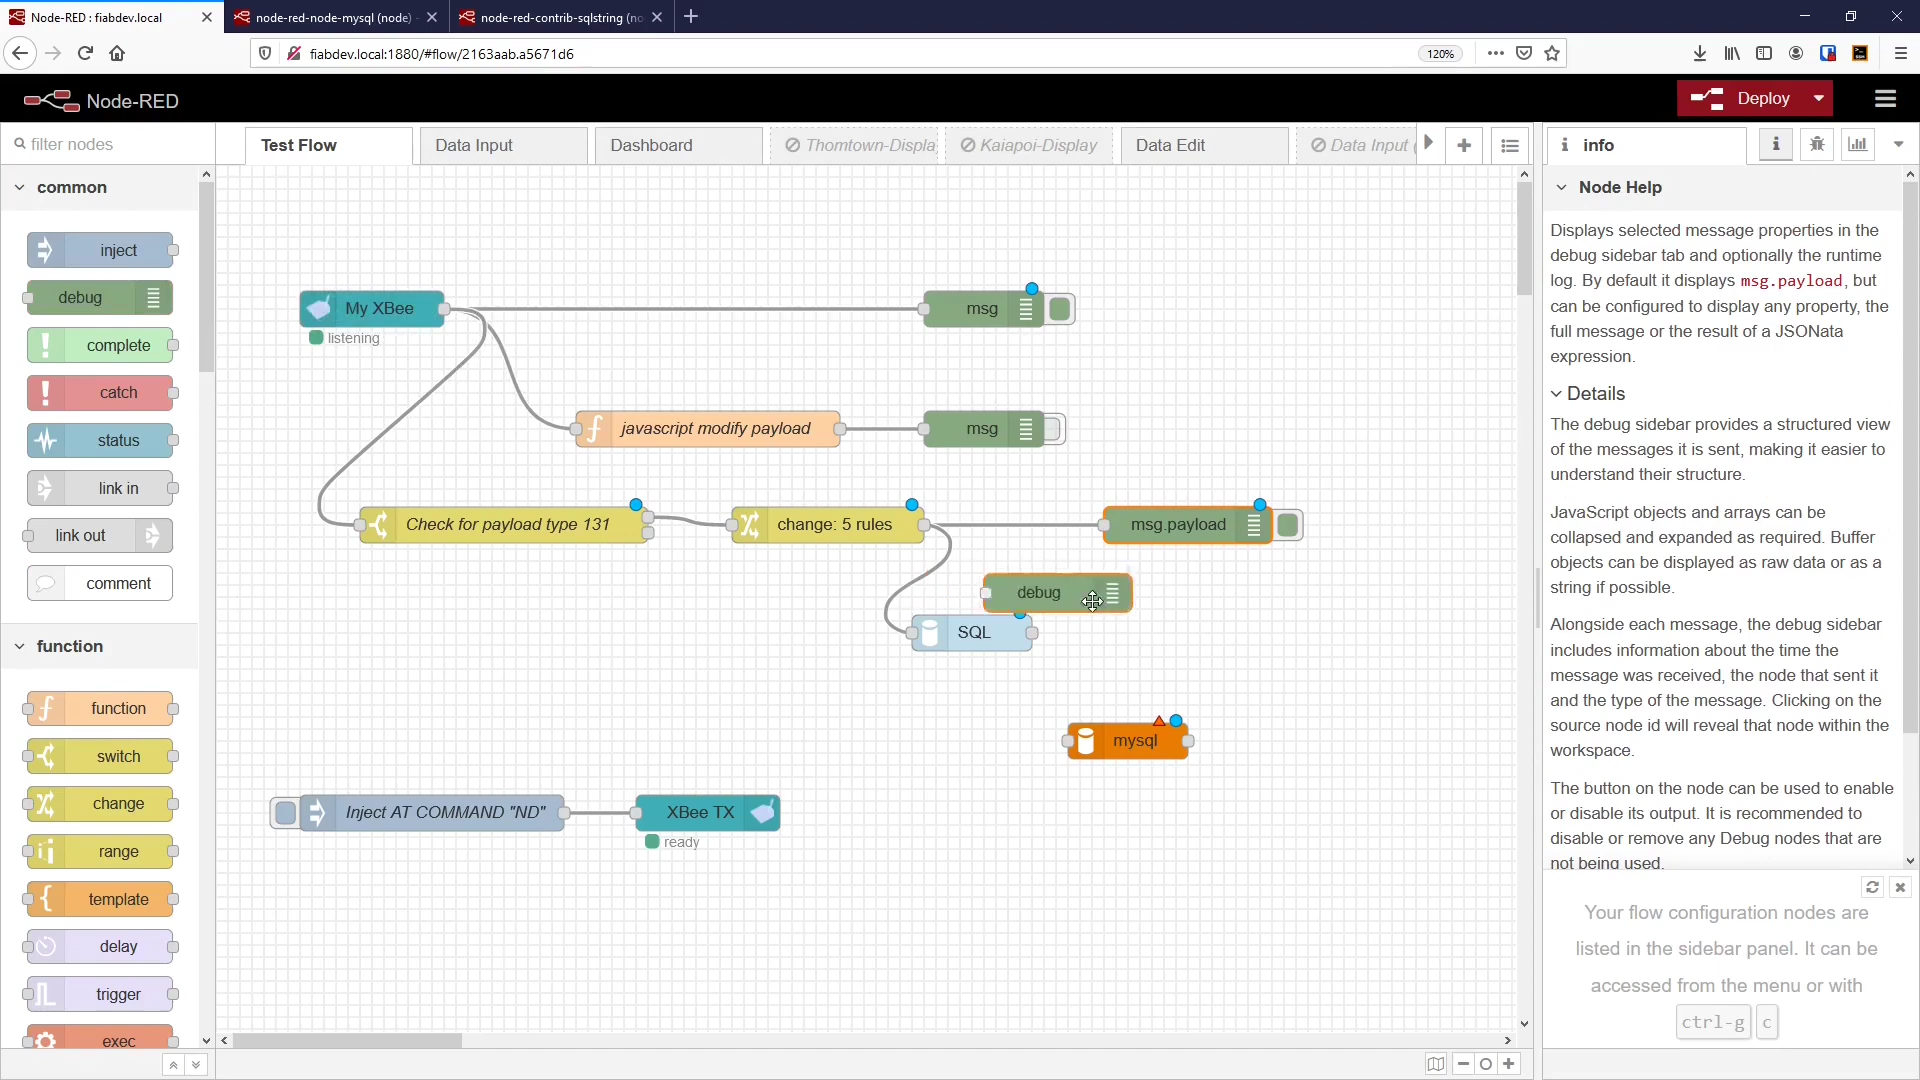 Node-RED : fiabdev.local
node-red-node-mysql (node)
node-red-contrib-sqlstring (no
fiabdev.local:1880/#flow/2163aab.a5671d6
120%
Node-RED
Deploy
filter nodes
Test Flow
Data Input
Dashboard
Thomtown-Displa
Kaiapoi-Display
Data Edit
Data Input (
info
common
inject
debug
complete
catch
status
link in
link out
comment
function
function
switch
change
range
template
delay
trigger
exec
My XBee
listening
msg
javascript modify payload
msg
Check for payload type 131
change: 5 rules
msg.payload
debug
SQL
mysql
Inject AT COMMAND "ND"
XBee TX
ready
Node Help
Displays selected message properties in the
debug sidebar tab and optionally the runtime
log. By default it displays msg.payload, but
can be configured to display any property, the
full message or the result of a JSONata
expression.
Details
The debug sidebar provides a structured view
of the messages it is sent, making it easier to
understand their structure.
JavaScript objects and arrays can be
collapsed and expanded as required. Buffer
objects can be displayed as raw data or as a
string if possible.
Alongside each message, the debug sidebar
includes information about the time the
message was received, the node that sent it
and the type of the message. Clicking on the
source node id will reveal that node within the
workspace.
The button on the node can be used to enable
or disable its output. It is recommended to
disable or remove any Debug nodes that are
not being used.
Your flow configuration nodes are
listed in the sidebar panel. It can be
accessed from the menu or with
ctrl-g c